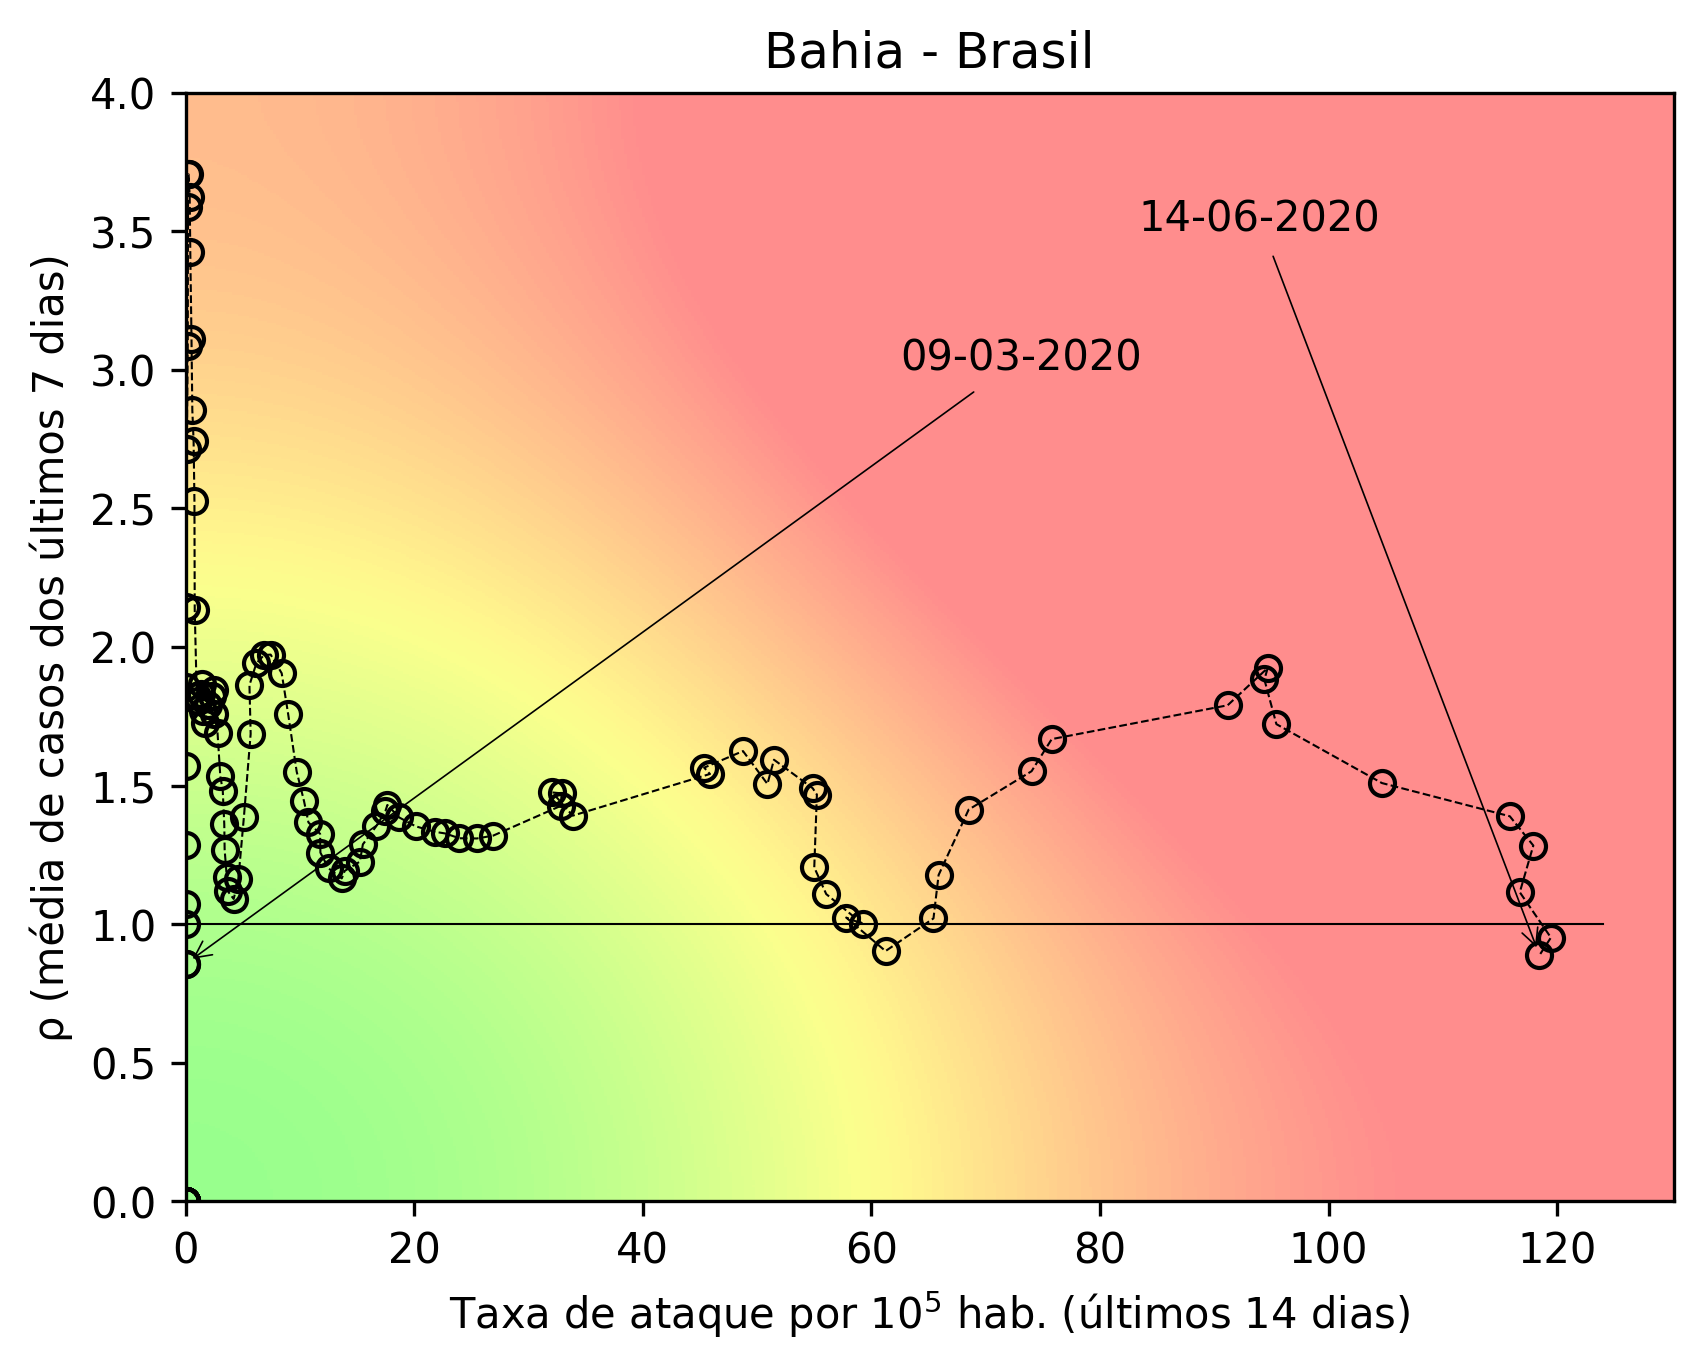 Bahia - Brasil
4.0
3.5
3.0
2.5
2.0
1.5
1.0
0.5
0.0
ρ (média de casos dos últimos 7 dias)
14-06-2020
09-03-2020
0 20 40 60 80 100 120
Taxa de ataque por 10⁵ hab. (últimos 14 dias)